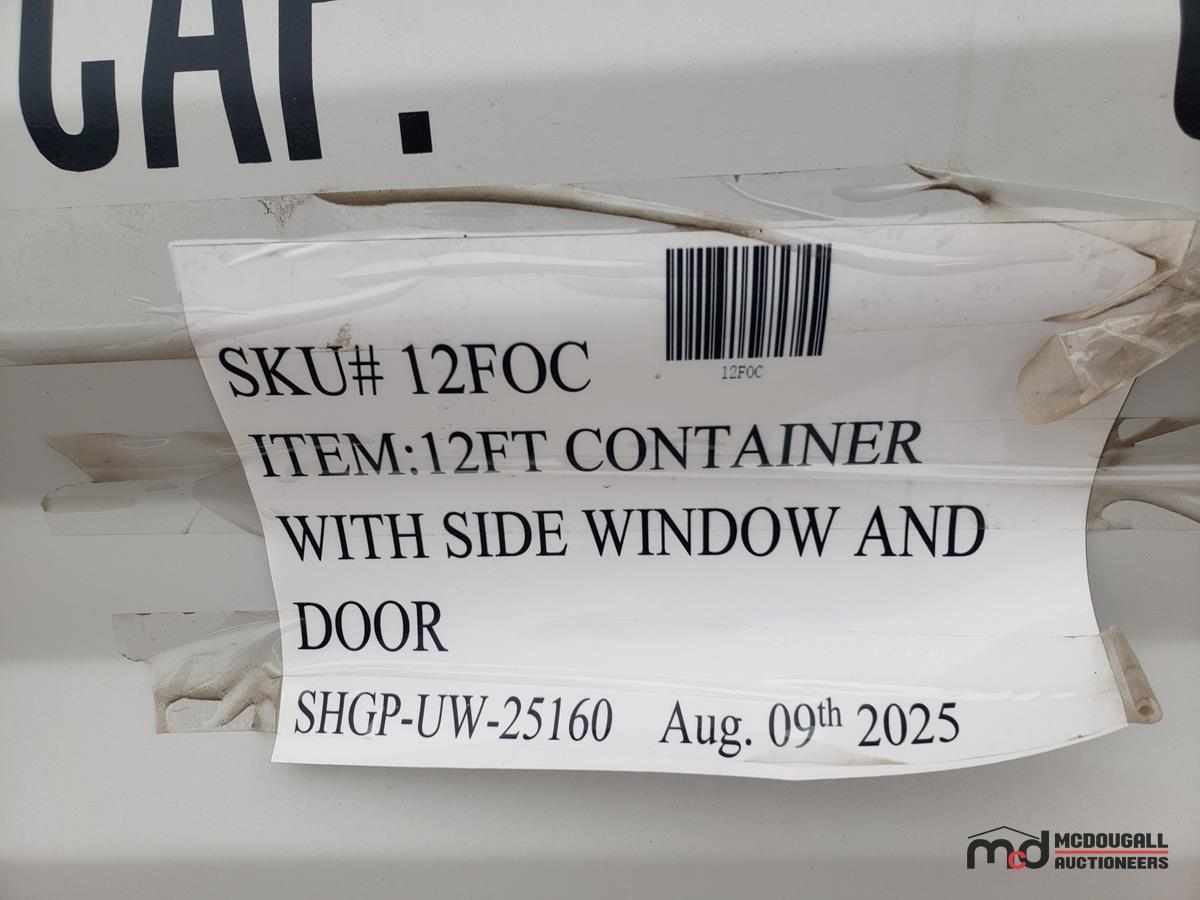 CAP.
12FOC
SKU# 12FOC
ITEM:12FT CONTAINER
WITH SIDE WINDOW AND
DOOR
SHGP-UW-25160 Aug. 09th 2025
mcd MCDOUGALL
AUCTIONEERS